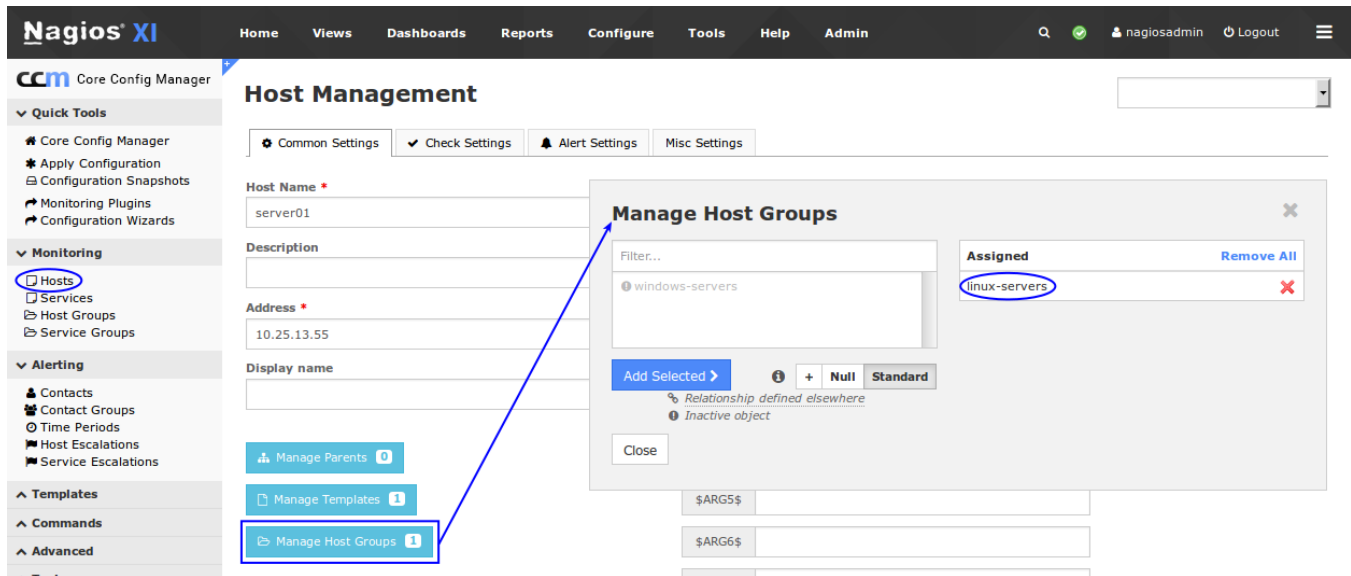 Nagios® XI
Home Views Dashboards Reports Configure Tools Help Admin
nagiosadmin Logout
ccm Core Config Manager
Quick Tools
Core Config Manager
Apply Configuration
Configuration Snapshots
Monitoring Plugins
Configuration Wizards
Monitoring
Hosts
Services
Host Groups
Service Groups
Alerting
Contacts
Contact Groups
Time Periods
Host Escalations
Service Escalations
Templates
Commands
Advanced
Host Management
Common Settings Check Settings Alert Settings Misc Settings
Host Name *
server01
Description
Address *
10.25.13.55
Display name
Manage Parents 0
Manage Templates 1
Manage Host Groups 1
Manage Host Groups
Filter...
windows-servers
Add Selected
+ Null Standard
Relationship defined elsewhere
Inactive object
Close
Assigned Remove All
linux-servers
$ARG5$
$ARG6$